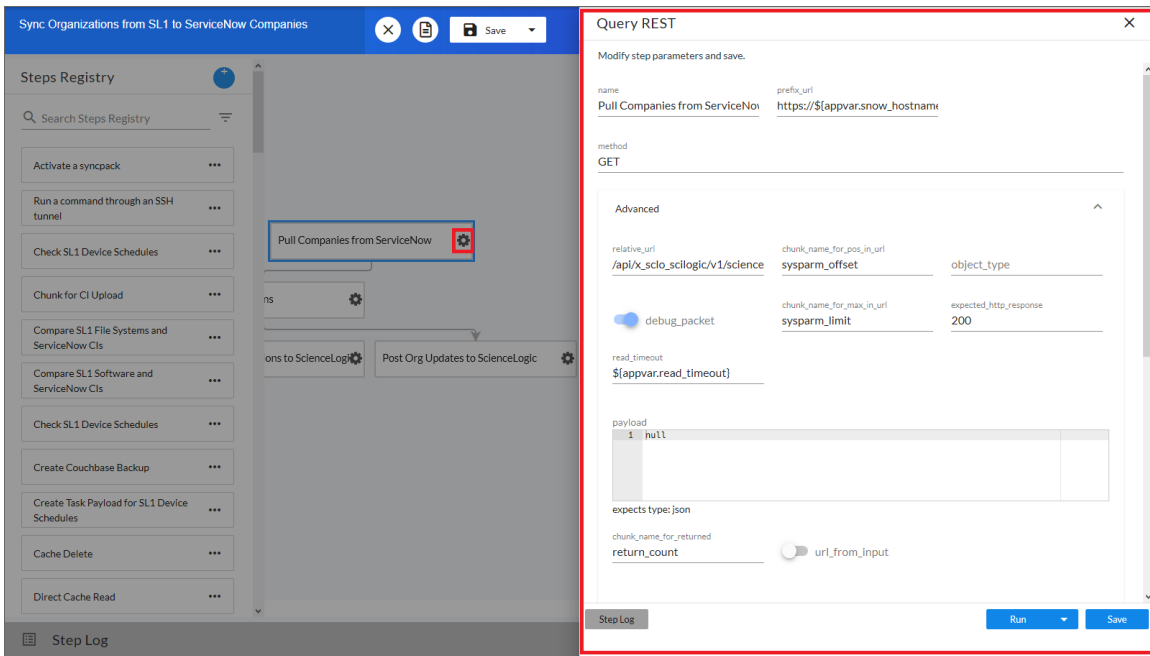 Sync Organizations from SL1 to ServiceNow Companies
Save
Steps Registry
Search Steps Registry
Activate a syncpack
Run a command through an SSH
tunnel
Check SL1 Device Schedules
Chunk for CI Upload
Compare SL1 File Systems and
ServiceNow CIs
Compare SL1 Software and
ServiceNow CIs
Check SL1 Device Schedules
Create Couchbase Backup
Create Task Payload for SL1 Device
Schedules
Cache Delete
Direct Cache Read
Pull Companies from ServiceNow
ns
ons to ScienceLogi
Post Org Updates to ScienceLogic
Step Log
Query REST
Modify step parameters and save.
name
prefix_url
Pull Companies from ServiceNov
https://${appvar.snow_hostname
method
GET
Advanced
relative_url
chunk_name_for_pos_in_url
/api/x_sclo_scilogic/v1/science
sysparm_offset
object_type
chunk_name_for_max_in_url
expected_http_response
debug_packet
sysparm_limit
200
read_timeout
${appvar.read_timeout}
payload
1 null
expects type: json
chunk_name_for_returned
return_count
url_from_input
Step Log
Run
Save